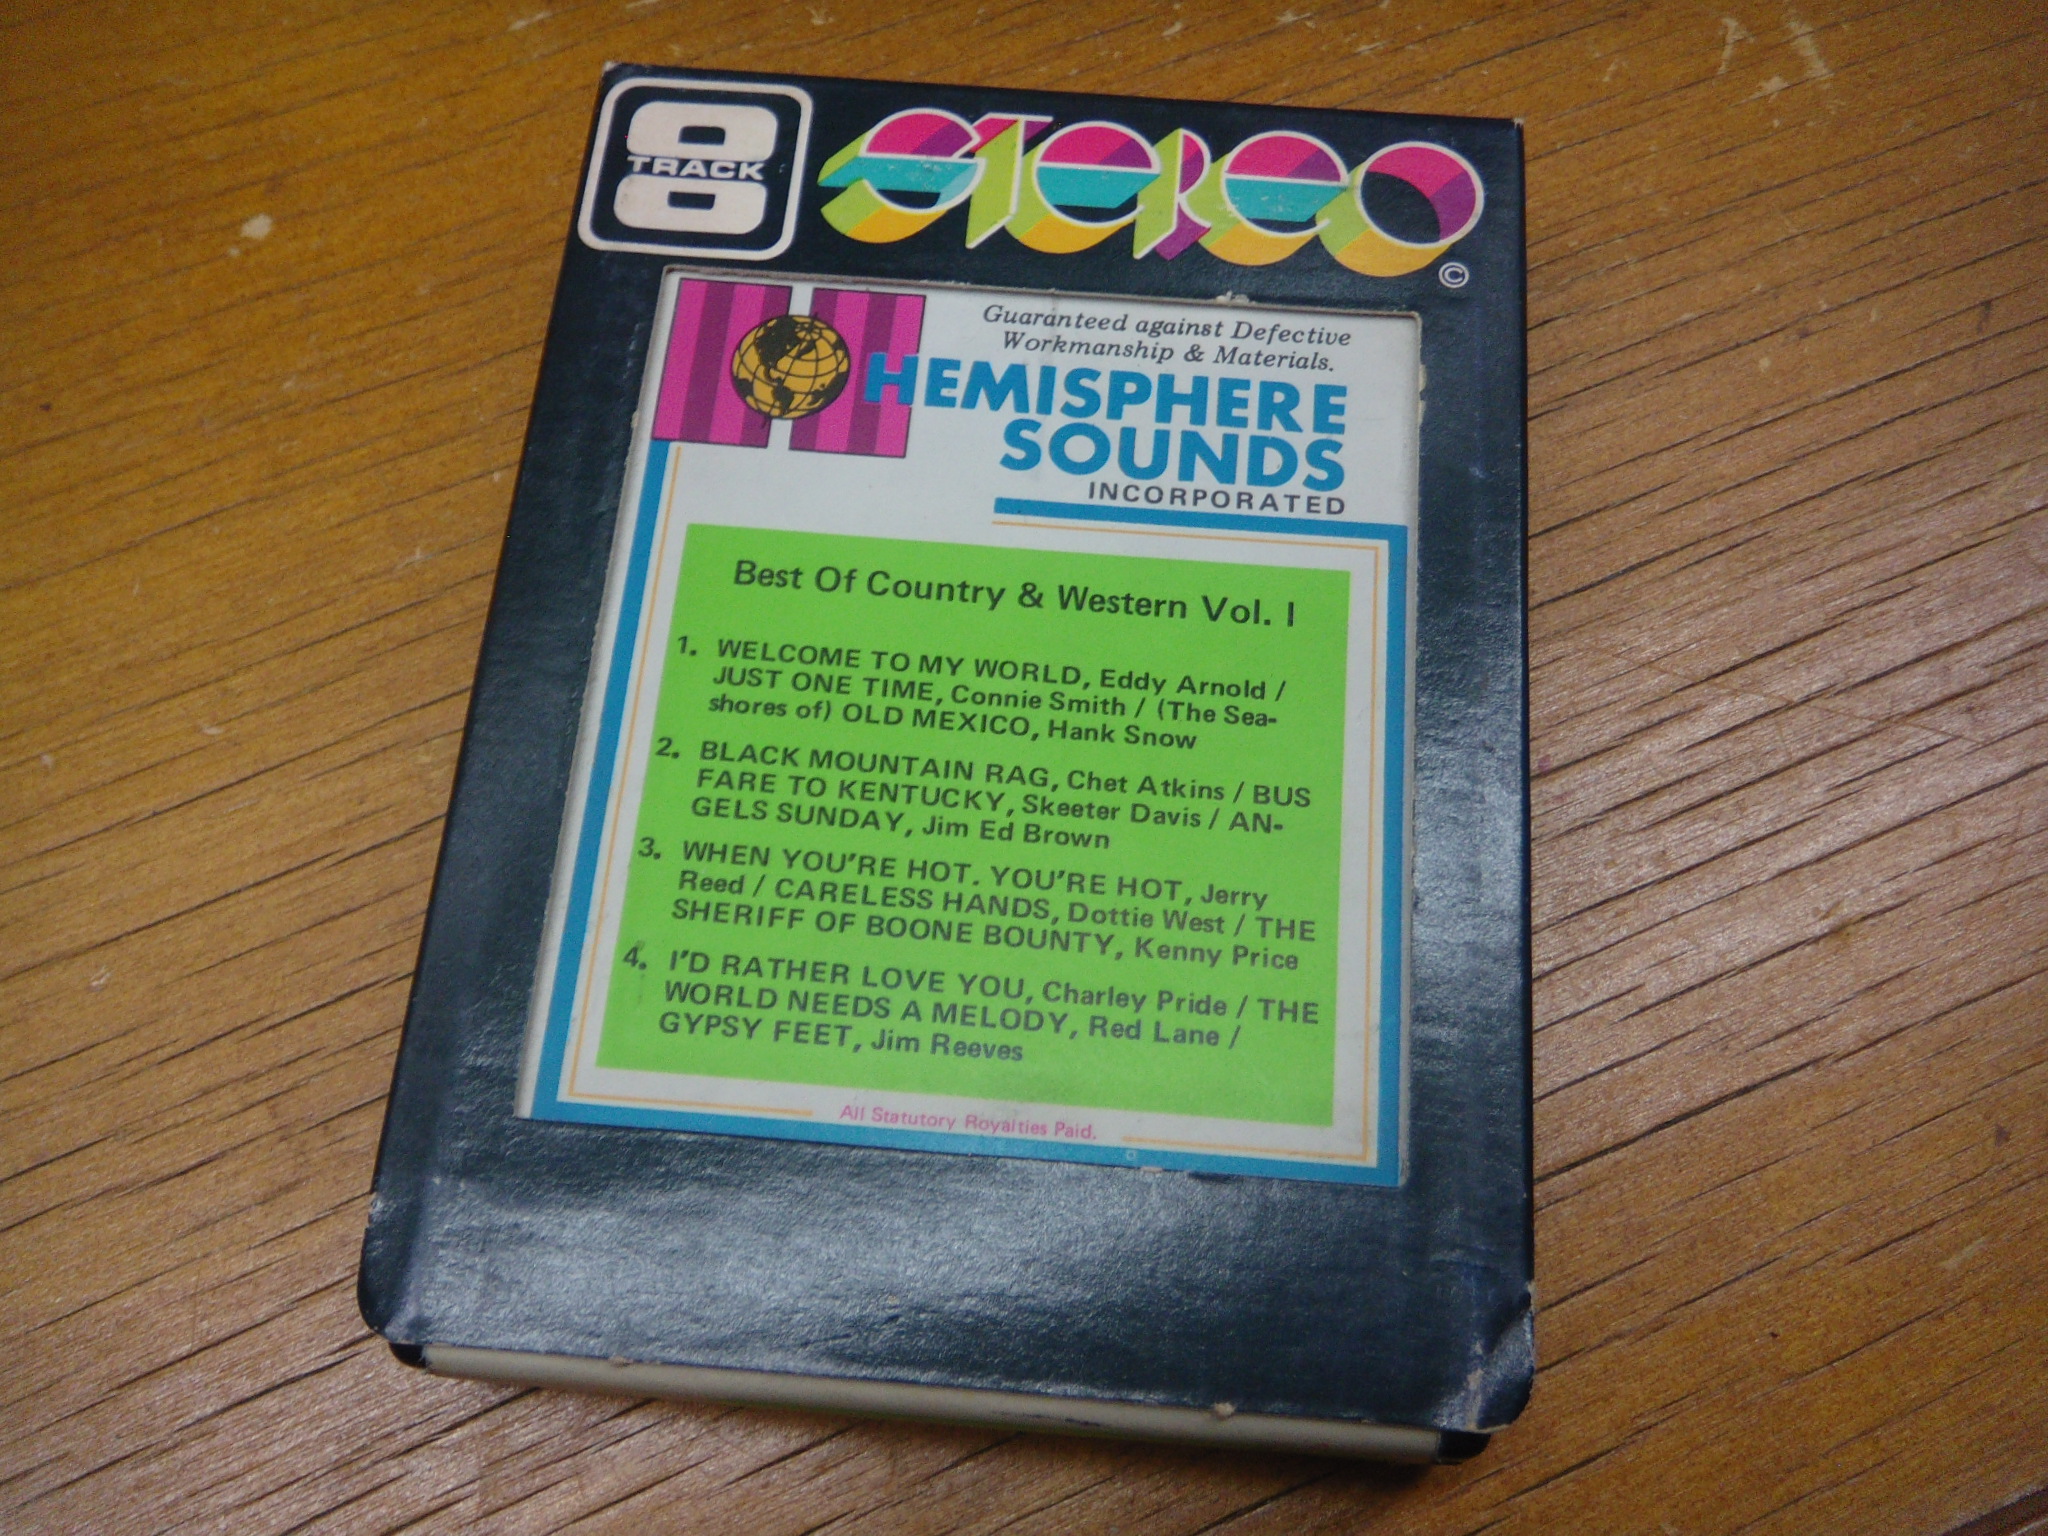 8
TRACK
STEREO
©
Guaranteed against Defective
Workmanship & Materials.
HEMISPHERE
SOUNDS
INCORPORATED
Best Of Country & Western Vol. I
1. WELCOME TO MY WORLD, Eddy Arnold /
JUST ONE TIME, Connie Smith / (The Sea-
shores of) OLD MEXICO, Hank Snow
2. BLACK MOUNTAIN RAG, Chet Atkins / BUS
FARE TO KENTUCKY, Skeeter Davis / AN-
GELS SUNDAY, Jim Ed Brown
3. WHEN YOU'RE HOT. YOU'RE HOT, Jerry
Reed / CARELESS HANDS, Dottie West / THE
SHERIFF OF BOONE BOUNTY, Kenny Price
4. I'D RATHER LOVE YOU, Charley Pride / THE
WORLD NEEDS A MELODY, Red Lane /
GYPSY FEET, Jim Reeves
All Statutory Royalties Paid.